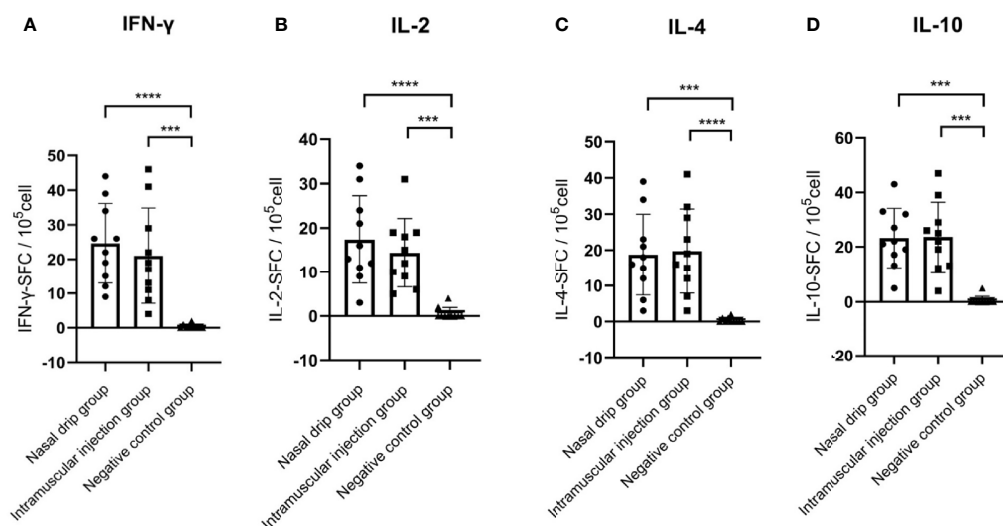 A
IFN-γ
****
***
50
40
30
20
10
0
-10
IFN-γ-SFC / 10⁵cell
Nasal drip group
Intramuscular injection group
Negative control group
B
IL-2
****
***
40
30
20
10
0
-10
IL-2-SFC / 10⁵cell
Nasal drip group
Intramuscular injection group
Negative control group
C
IL-4
***
****
50
40
30
20
10
0
-10
IL-4-SFC / 10⁵cell
Nasal drip group
Intramuscular injection group
Negative control group
D
IL-10
***
***
60
40
20
0
-20
IL-10-SFC / 10⁵cell
Nasal drip group
Intramuscular injection group
Negative control group